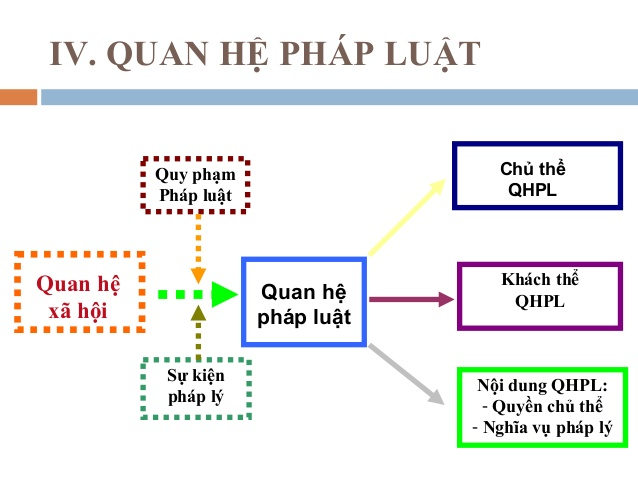 IV. QUAN HỆ PHÁP LUẬT
Quy phạm
Pháp luật
Chủ thể
QHPL
Quan hệ
xã hội
Quan hệ
pháp luật
Khách thể
QHPL
Sự kiện
pháp lý
Nội dung QHPL:
- Quyền chủ thể
- Nghĩa vụ pháp lý